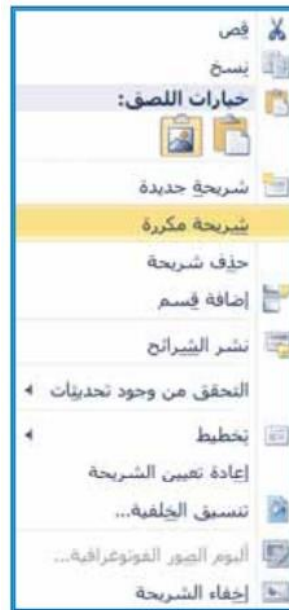 قص
نسخ
خيارات اللصق:
شريحة جديدة
شريحة مكررة
حذف شريحة
إضافة قسم
نشر الشرائح
التحقق من وجود تحديثات
تخطيط
إعادة تعيين الشريحة
تنسيق الخلفية...
ألبوم الصور الفوتوغرافية...
إخفاء الشريحة